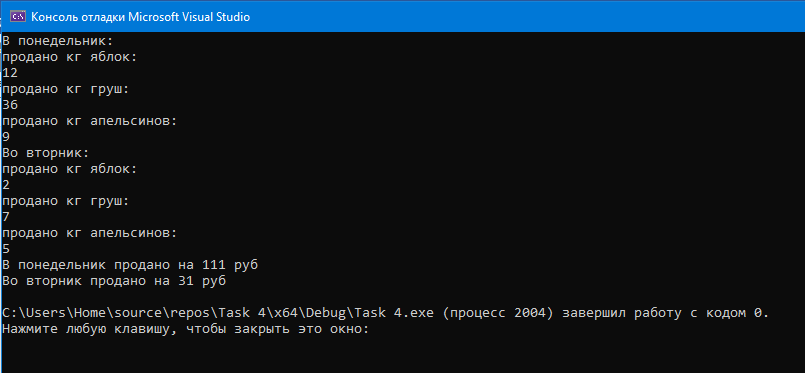 Консоль отладки Microsoft Visual Studio
В понедельник:
продано кг яблок:
12
продано кг груш:
36
продано кг апельсинов:
9
Во вторник:
продано кг яблок:
2
продано кг груш:
7
продано кг апельсинов:
5
В понедельник продано на 111 руб
Во вторник продано на 31 руб
C:\Users\Home\source\repos\Task 4\x64\Debug\Task 4.exe (процесс 2004) завершил работу с кодом 0.
Нажмите любую клавишу, чтобы закрыть это окно: